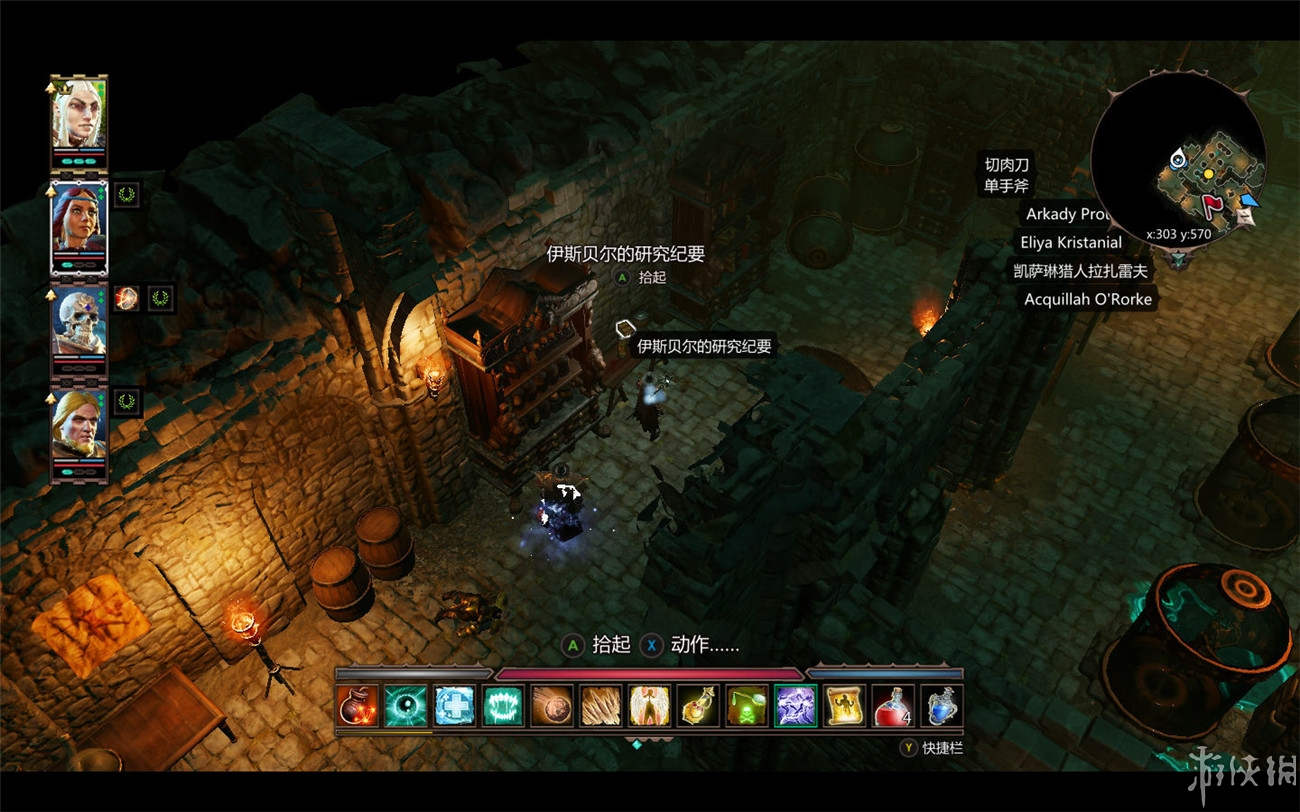 切肉刀
单手斧
Arkady Prou
Eliya Kristanial
x:303 y:570
凯萨琳猎人拉扎雷夫
Acquillah O'Rorke
伊斯贝尔的研究纪要
A 拾起
伊斯贝尔的研究纪要
A 拾起 X 动作......
4
Y 快捷栏
游侠网